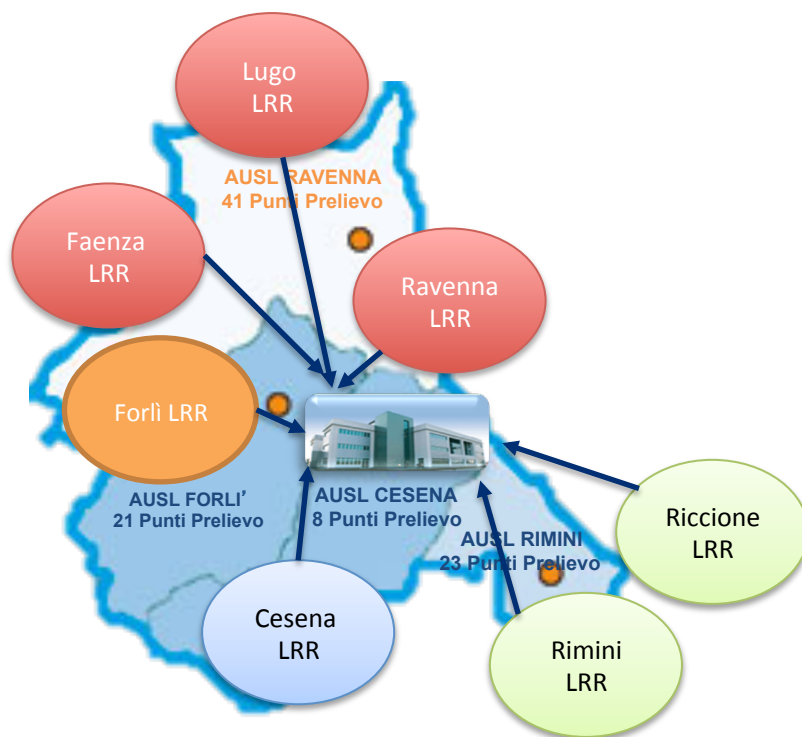 Lugo
LRR
AUSL RAVENNA
41 Punti Prelievo
Faenza
LRR
Ravenna
LRR
Forlì LRR
AUSL FORLI’
21 Punti Prelievo
AUSL CESENA
8 Punti Prelievo
AUSL RIMINI
23 Punti Prelievo
Riccione
LRR
Cesena
LRR
Rimini
LRR